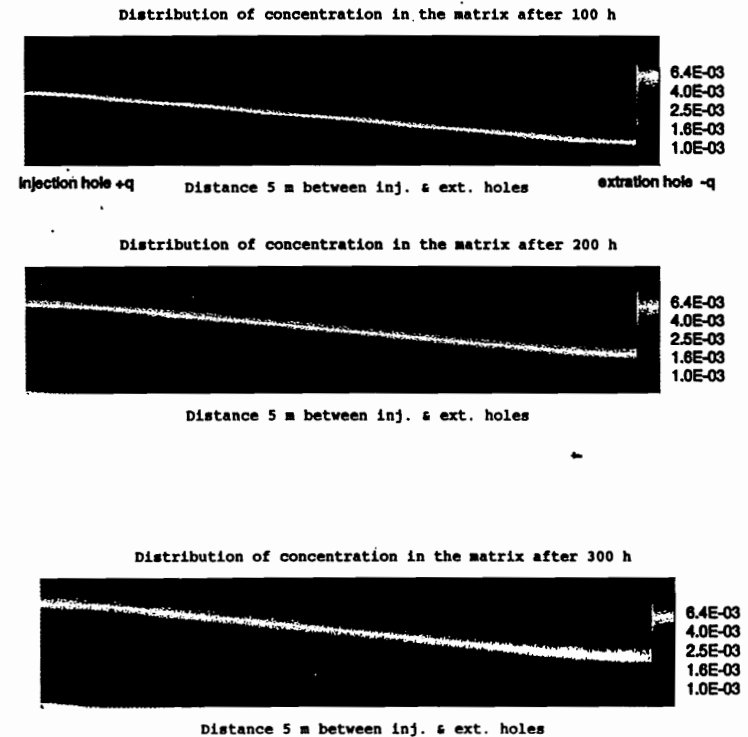 Distribution of concentration in the matrix after 100 h
6.4E-03
4.0E-03
2.5E-03
1.6E-03
1.0E-03
injection hole +q
Distance 5 m between inj. & ext. holes
extration hole -q
Distribution of concentration in the matrix after 200 h
6.4E-03
4.0E-03
2.5E-03
1.6E-03
1.0E-03
Distance 5 m between inj. & ext. holes
Distribution of concentration in the matrix after 300 h
6.4E-03
4.0E-03
2.5E-03
1.6E-03
1.0E-03
Distance 5 m between inj. & ext. holes